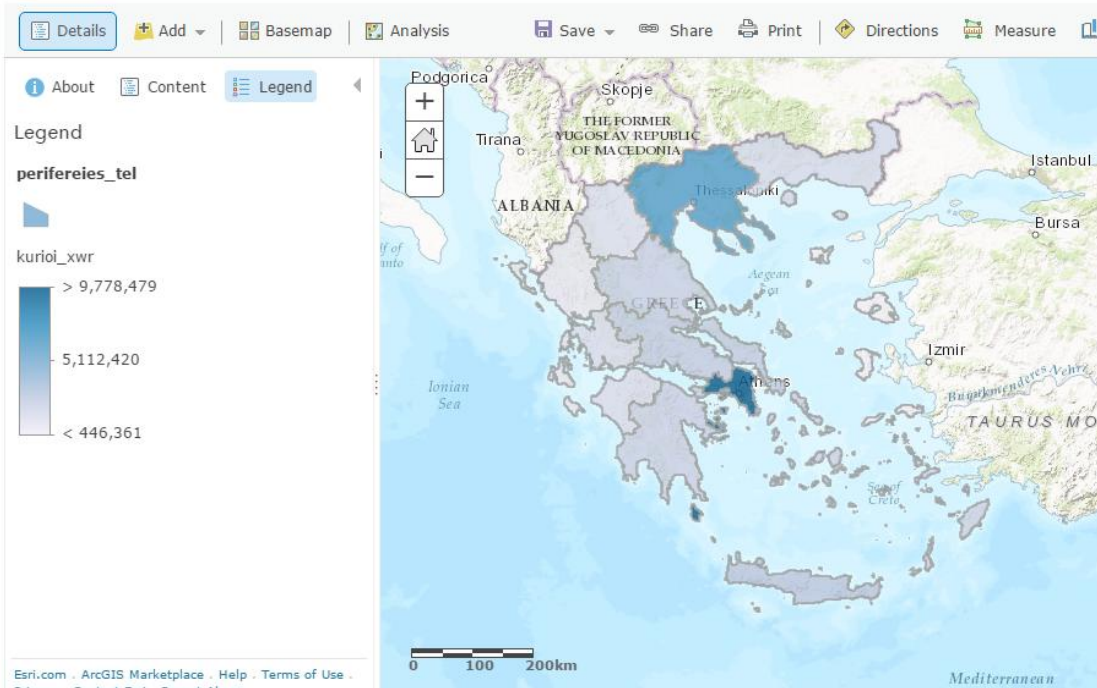 Details
Add
Basemap
Analysis
Save
Share
Print
Directions
Measure
About
Content
Legend
Legend
perifereies_tel
kurioi_xwr
> 9,778,479
5,112,420
< 446,361
Esri.com . ArcGIS Marketplace . Help . Terms of Use .
Podgorica
Skopje
THE FORMER
YUGOSLAV REPUBLIC
OF MACEDONIA
Tirana
ALBANIA
Thessaloniki
Istanbul
Bursa
Aegean
Sea
GREECE
Izmir
Athens
Ionian
Sea
TAURUS MO
Sea of
Crete
0 100 200km
Mediterranean